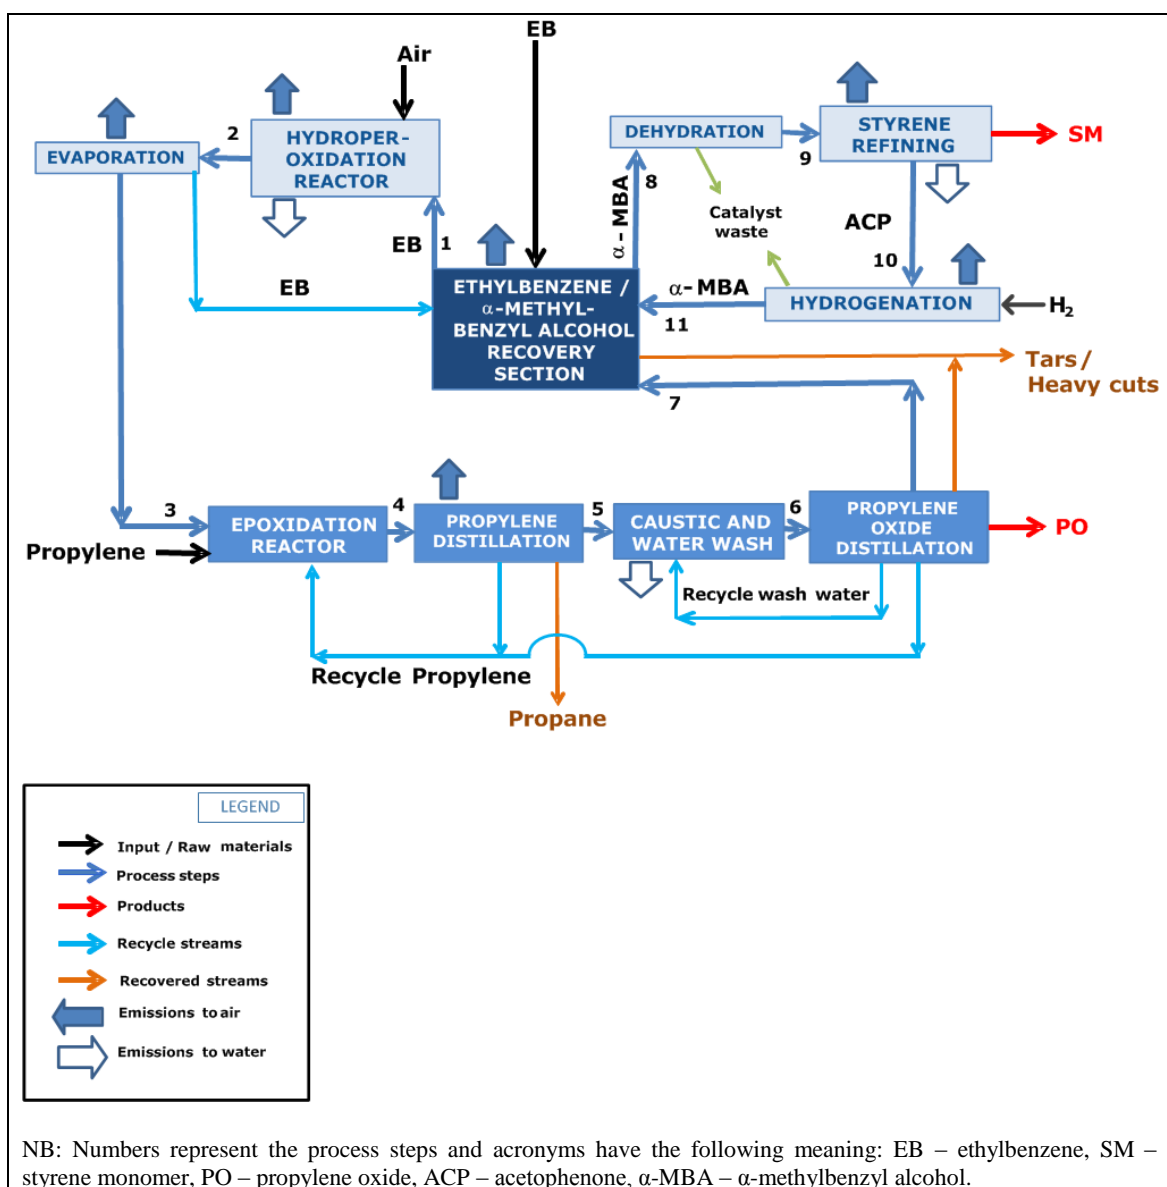 EB
Air
2
HYDROPER-
OXIDATION
REACTOR
EVAPORATION
DEHYDRATION
9
STYRENE
REFINING
SM
α - MBA
8
Catalyst
waste
ACP
10
EB
1
EB
ETHYLBENZENE /
α-METHYL-
BENZYL ALCOHOL
RECOVERY
SECTION
α- MBA
11
HYDROGENATION
H2
Tars /
Heavy cuts
7
3
Propylene
EPOXIDATION
REACTOR
4
PROPYLENE
DISTILLATION
5
CAUSTIC AND
WATER WASH
6
PROPYLENE
OXIDE
DISTILLATION
PO
Recycle wash water
Recycle Propylene
Propane
LEGEND
Input / Raw materials
Process steps
Products
Recycle streams
Recovered streams
Emissions to air
Emissions to water
NB: Numbers represent the process steps and acronyms have the following meaning: EB – ethylbenzene, SM –
styrene monomer, PO – propylene oxide, ACP – acetophenone, α-MBA – α-methylbenzyl alcohol.